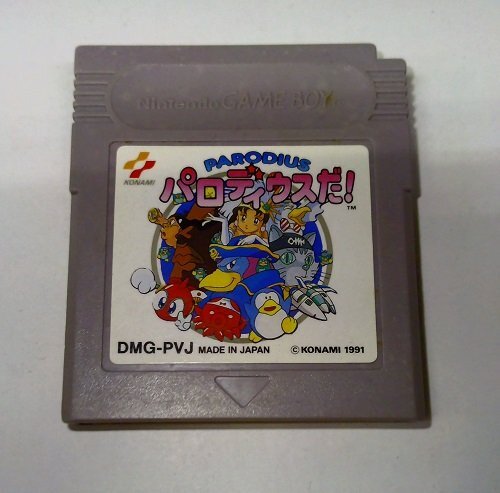 Nintendo GAME BOY
PARODIUS
パロディウスだ!
TM
KONAMI
DMG-PVJ MADE IN JAPAN © KONAMI 1991